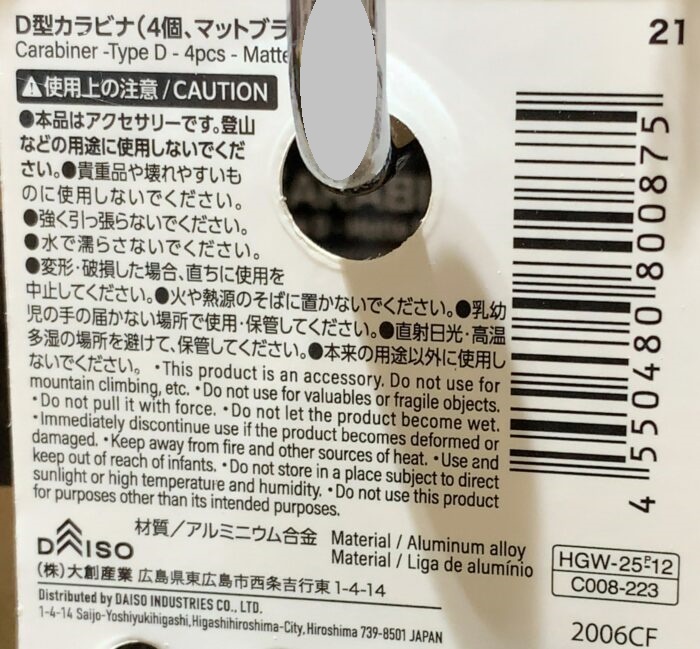 D型カラビナ(4個、マットブラ
Carabiner -Type D - 4pcs - Matte
21
⚠使用上の注意/CAUTION
●本品はアクセサリーです。登山
などの用途に使用しないでくだ
さい。●貴重品や壊れやすいも
のに使用しないでください。
●強く引っ張らないでください。
●水で濡らさないでください。
●変形・破損した場合、直ちに使用を
中止してください。●火や熱源のそばに置かないでください。●乳幼
児の手の届かない場所で使用・保管してください。●直射日光・高温
多湿の場所を避けて、保管してください。●本来の用途以外に使用し
ないでください。 •This product is an accessory. Do not use for
mountain climbing, etc. •Do not use for valuables or fragile objects.
•Do not pull it with force. •Do not let the product become wet.
•Immediately discontinue use if the product becomes deformed or
damaged. •Keep away from fire and other sources of heat. •Use and
keep out of reach of infants. •Do not store in a place subject to direct
sunlight or high temperature and humidity. •Do not use this product
for purposes other than its intended purposes.
4 550480 800875
材質/アルミニウム合金 Material / Aluminum alloy
Material / Liga de alumínio
DAISO
(株)大創産業 広島県東広島市西条吉行東1-4-14
Distributed by DAISO INDUSTRIES CO., LTD.
1-4-14 Saijo-Yoshiyukihigashi, Higashihiroshima-City, Hiroshima 739-8501 JAPAN
HGW-25P12
C008-223
2006CF